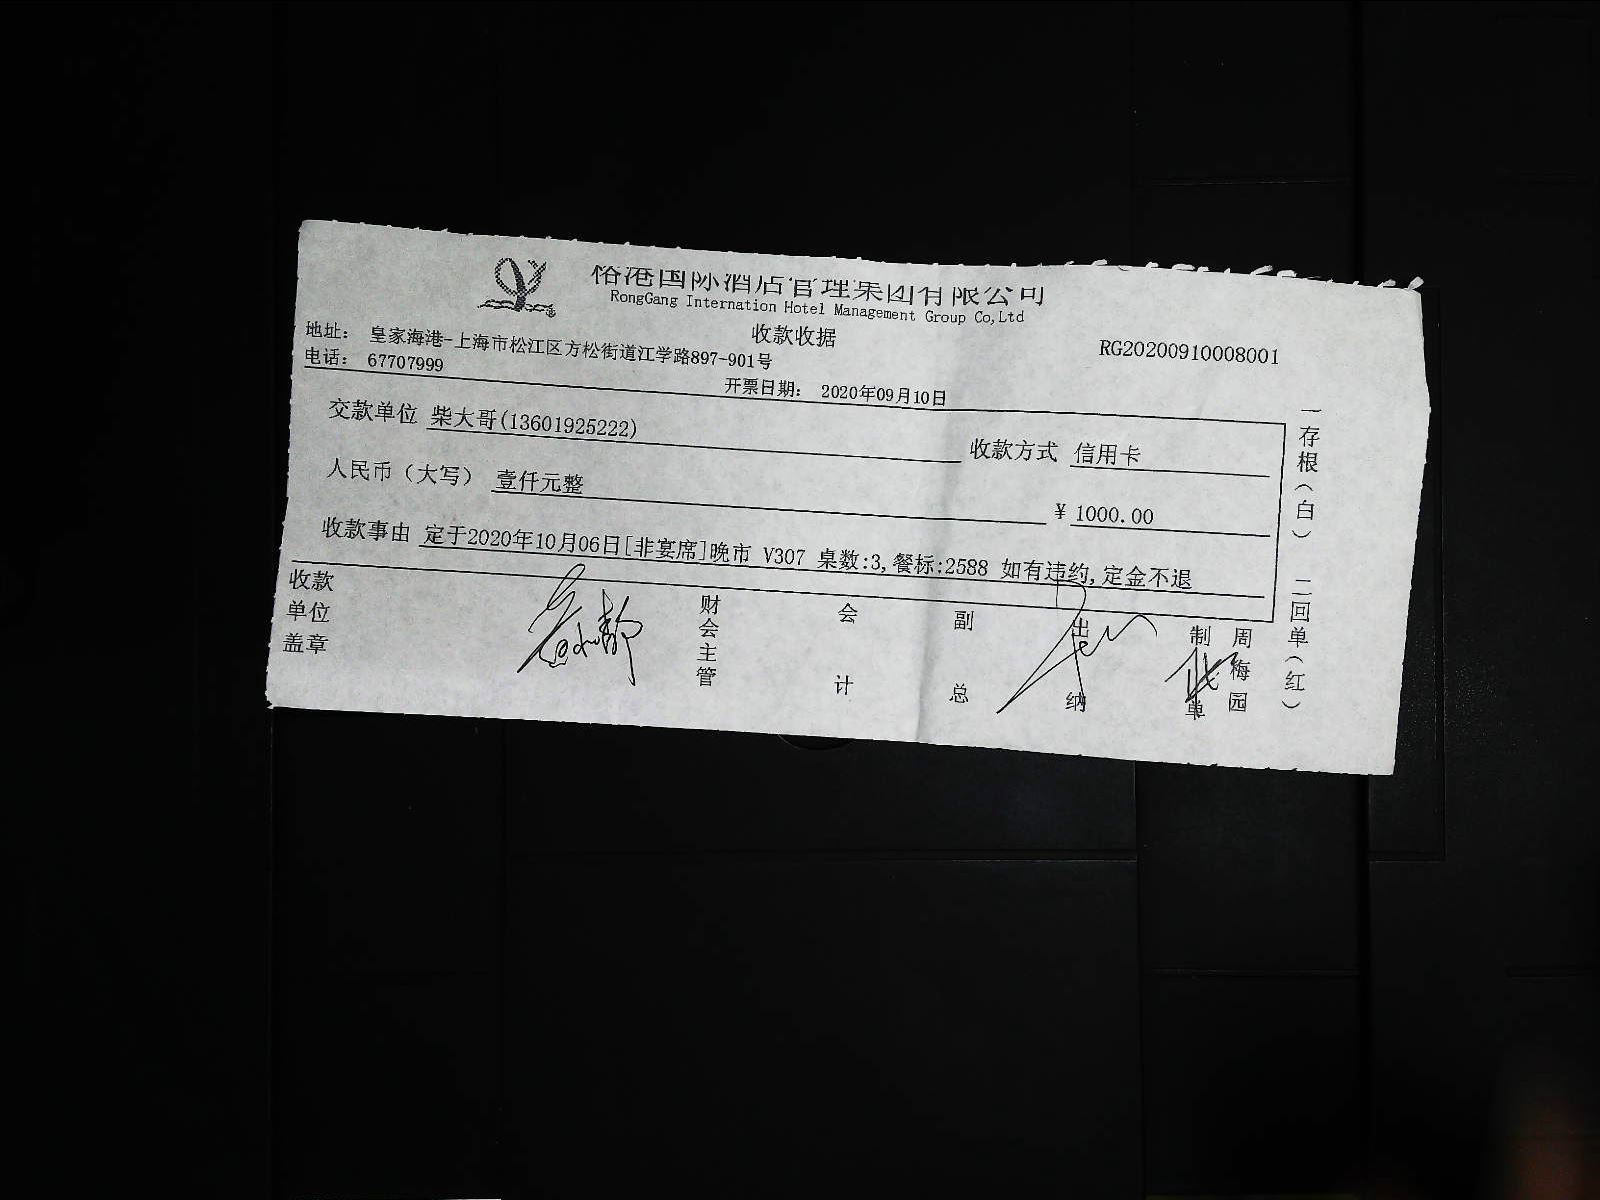 俗港国际酒店管理集团有限公司
RongGang Internation Hotel Management Group Co,Ltd
收款收据
地址: 皇家海港-上海市松江区方松街道江学路897-901号
RG20200910008001
电话: 67707999
开票日期: 2020年09月10日
交款单位 柴大哥(13601925222)
收款方式 信用卡
人民币（大写） 壹仟元整
¥ 1000.00
收款事由 定于2020年10月06日[非宴席]晚市 V307 桌数:3,餐标:2588 如有违约,定金不退
收款单位盖章
财会主管
会计
副总
出纳
制单
周梅园
一存根(白) 二回单(红)